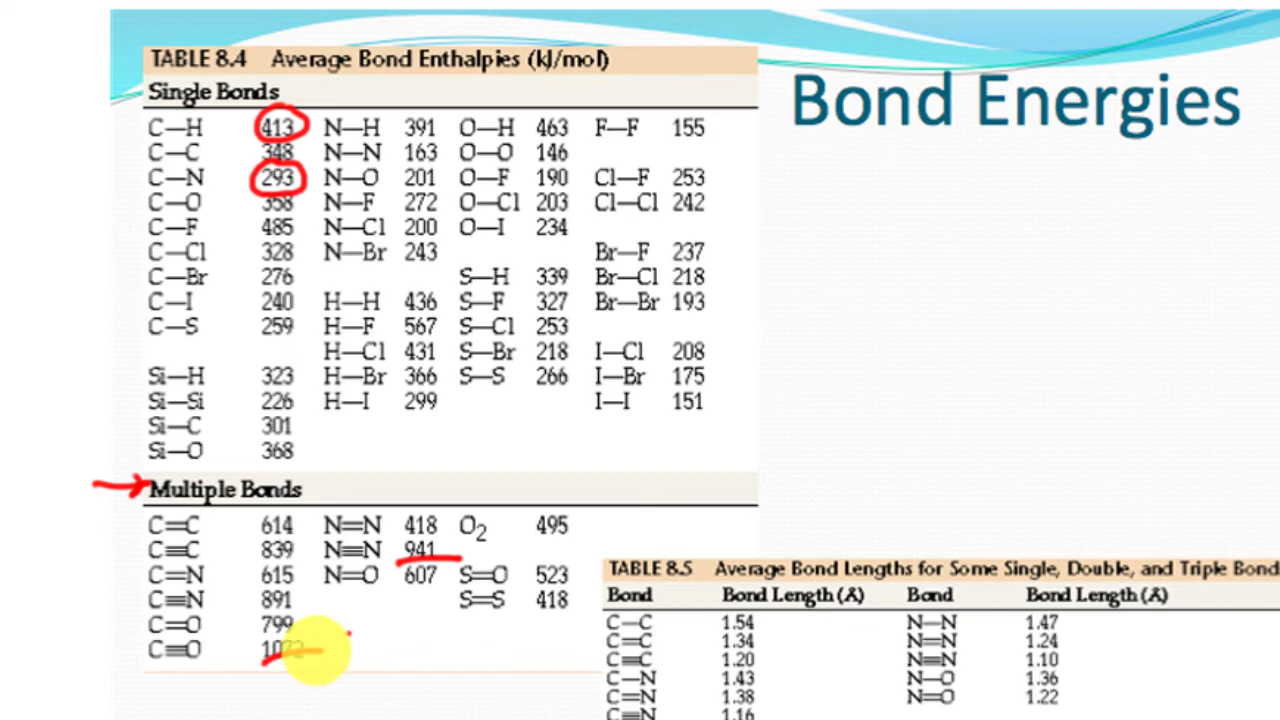 Bond Energies
TABLE 8.4 Average Bond Enthalpies (kJ/mol)
Single Bonds
C—H 413 N—H 391 O—H 463 F—F 155
C—C 348 N—N 163 O—O 146
C—N 293 N—O 201 O—F 190 Cl—F 253
C—O 358 N—F 272 O—Cl 203 Cl—Cl 242
C—F 485 N—Cl 200 O—I 234
C—Cl 328 N—Br 243 Br—F 237
C—Br 276 S—H 339 Br—Cl 218
C—I 240 H—H 436 S—F 327 Br—Br 193
C—S 259 H—F 567 S—Cl 253
H—Cl 431 S—Br 218 I—Cl 208
Si—H 323 H—Br 366 S—S 266 I—Br 175
Si—Si 226 H—I 299 I—I 151
Si—C 301
Si—O 368
Multiple Bonds
C=C 614 N=N 418 O₂ 495
C≡C 839 N≡N 941
C=N 615 N=O 607 S=O 523
C≡N 891 S=S 418
C=O 799
C≡O 1072
TABLE 8.5 Average Bond Lengths for Some Single, Double, and Triple Bond
Bond Bond Length (Å) Bond Bond Length (Å)
C—C 1.54 N—N 1.47
C=C 1.34 N=N 1.24
C≡C 1.20 N≡N 1.10
C—N 1.43 N—O 1.36
C=N 1.38 N=O 1.22
C≡N 1.16